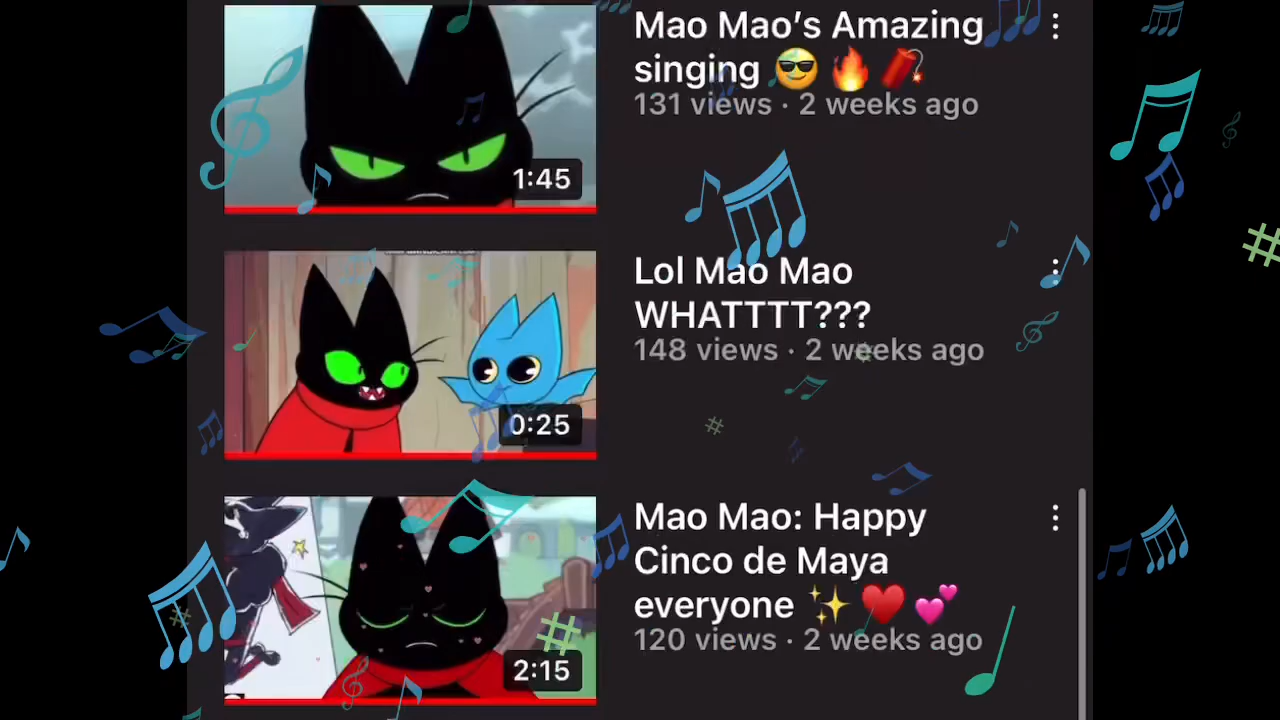 Mao Mao’s Amazing
singing 😎 🔥 🧨
131 views · 2 weeks ago
1:45
Lol Mao Mao
WHATTTT???
148 views · 2 weeks ago
0:25
Mao Mao: Happy
Cinco de Maya
everyone ✨ ♥️ 💕
120 views · 2 weeks ago
2:15